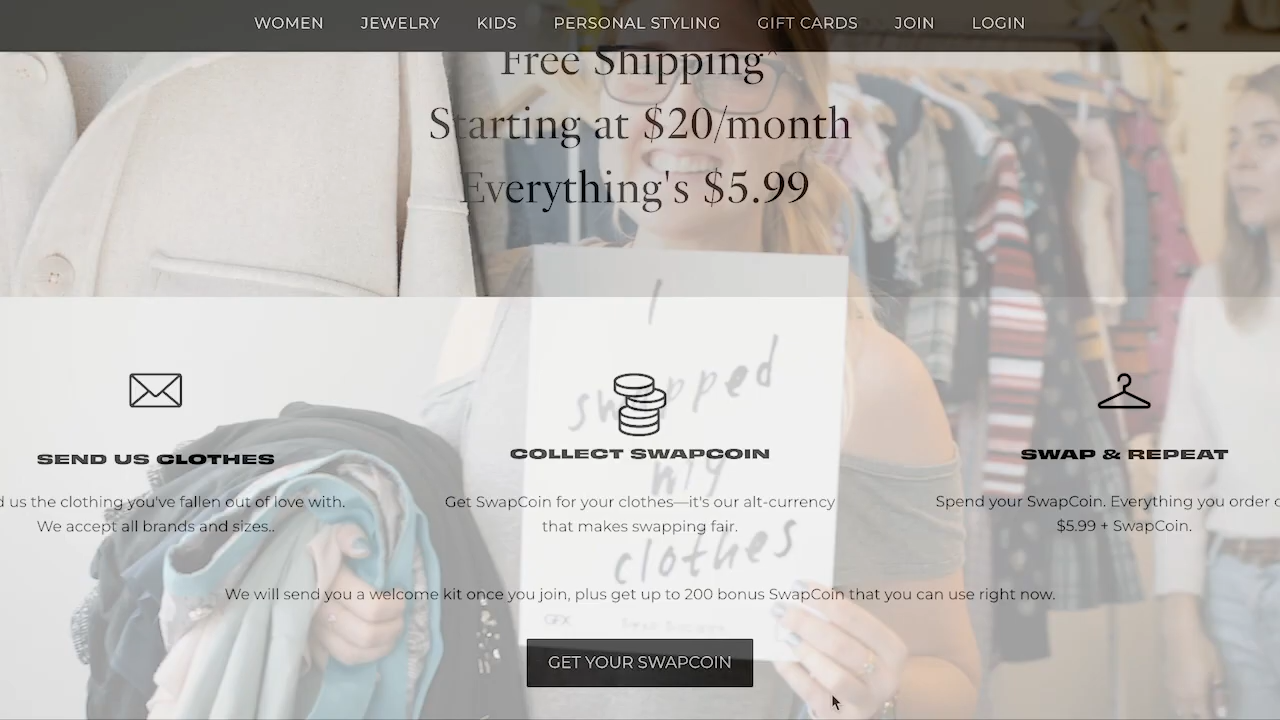 WOMEN JEWELRY KIDS PERSONAL STYLING GIFT CARDS JOIN LOGIN
Free Shipping*
Starting at $20/month
Everything's $5.99
I
swapped
my
clothes
GFX
SEND US CLOTHES
us the clothing you've fallen out of love with.
We accept all brands and sizes..
COLLECT SWAPCOIN
Get SwapCoin for your clothes—it's our alt-currency
that makes swapping fair.
SWAP & REPEAT
Spend your SwapCoin. Everything you order
$5.99 + SwapCoin.
We will send you a welcome kit once you join, plus get up to 200 bonus SwapCoin that you can use right now.
GET YOUR SWAPCOIN